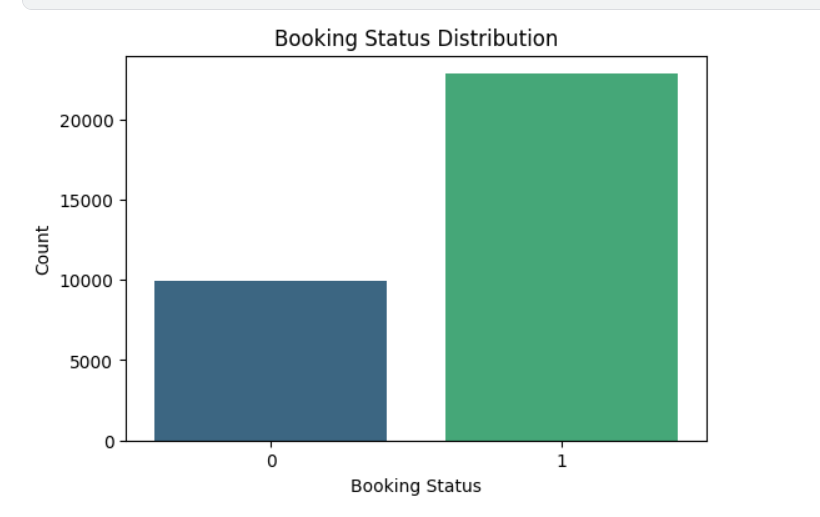 Booking Status Distribution
20000
15000
10000
5000
0
Count
0 1
Booking Status